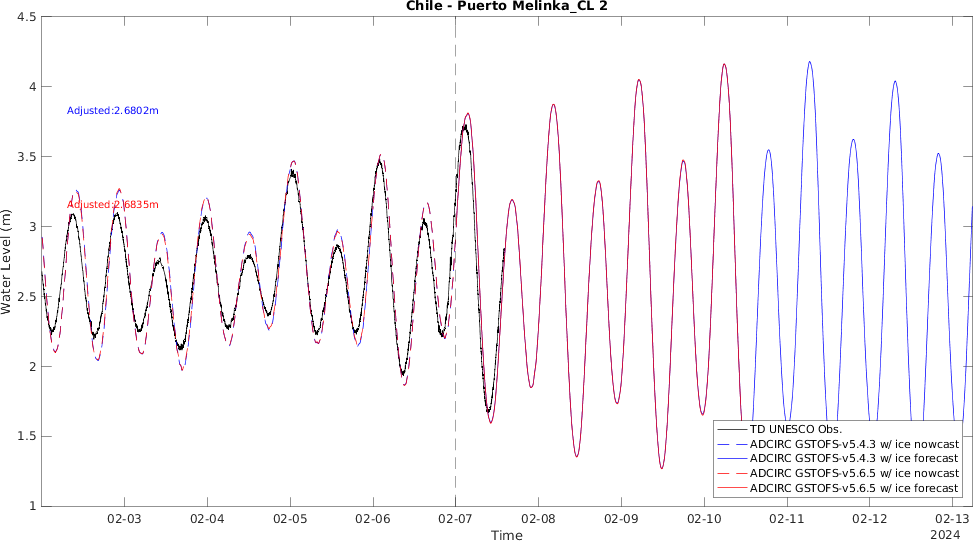 Chile - Puerto Melinka_CL 2
4.5
4
3.5
3
2.5
2
1.5
1
Water Level (m)
Adjusted:2.6802m
Adjusted:2.6835m
TD UNESCO Obs.
ADCIRC GSTOFS-v5.4.3 w/ ice nowcast
ADCIRC GSTOFS-v5.4.3 w/ ice forecast
ADCIRC GSTOFS-v5.6.5 w/ ice nowcast
ADCIRC GSTOFS-v5.6.5 w/ ice forecast
02-03 02-04 02-05 02-06 02-07 02-08 02-09 02-10 02-11 02-12 02-13
Time 2024